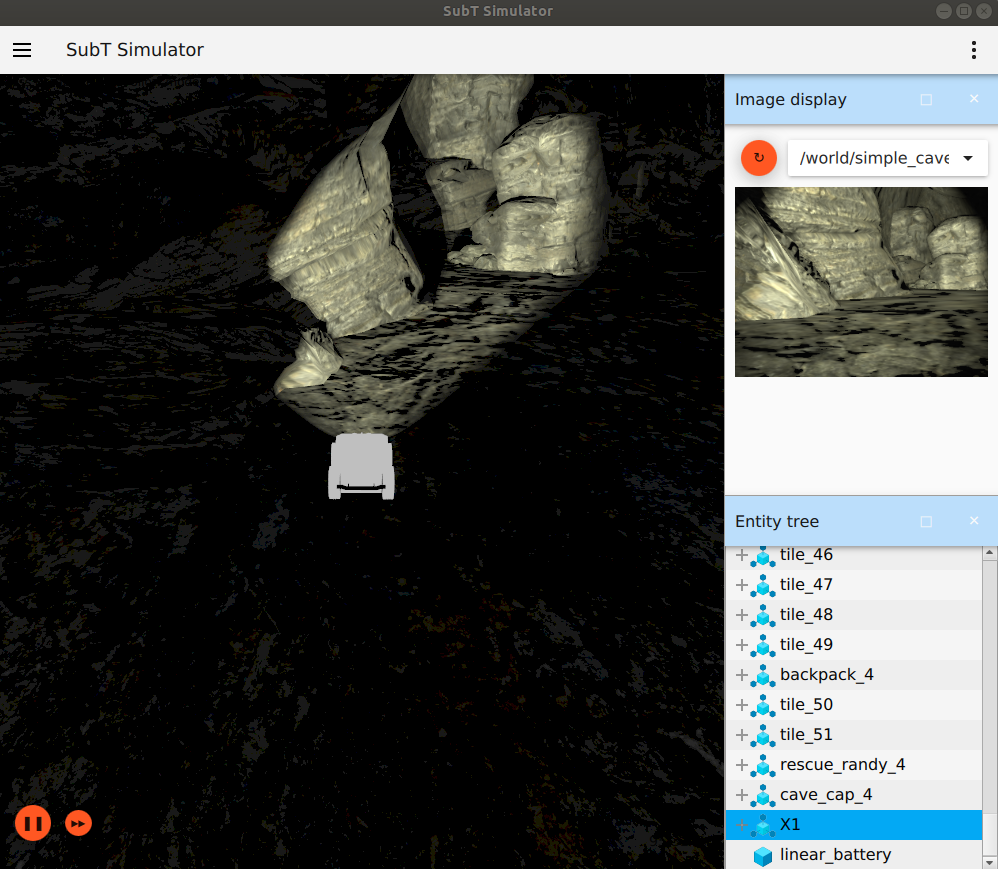 SubT Simulator
SubT Simulator
Image display
/world/simple_cave
Entity tree
tile_46
tile_47
tile_48
tile_49
backpack_4
tile_50
tile_51
rescue_randy_4
cave_cap_4
X1
linear_battery